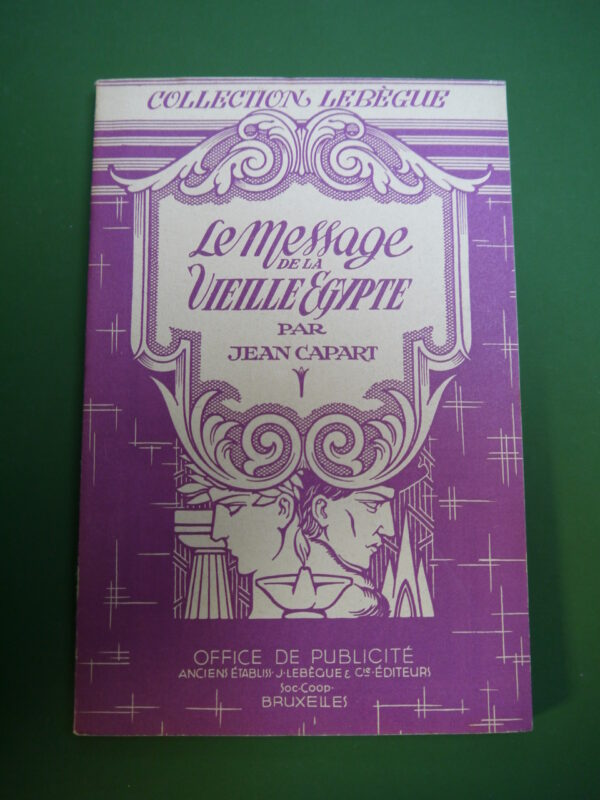 COLLECTION LEBÈGUE
Le Message
DE LA
VIEILLE EGYPTE
PAR
JEAN CAPART
OFFICE DE PUBLICITÉ
ANCIENS ÉTABLISS· J·LEBÈGUE & Cie·ÉDITEURS
Soc·Coop·
BRUXELLES